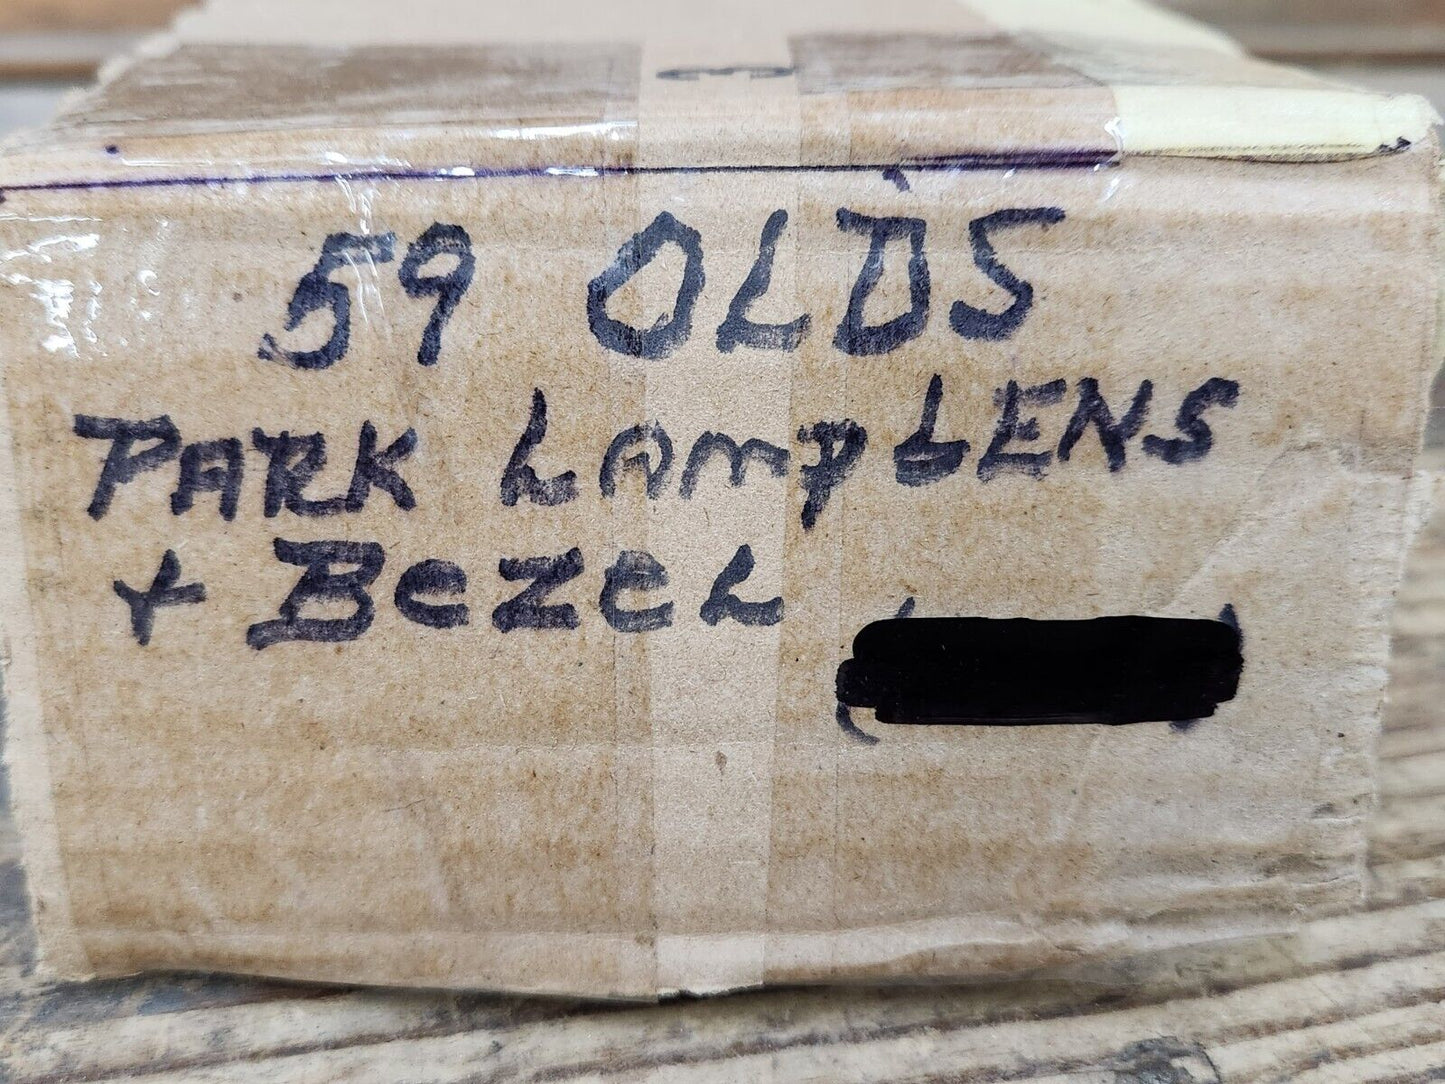 59 OLDS
PARK LAMP LENS
+ BEZEL